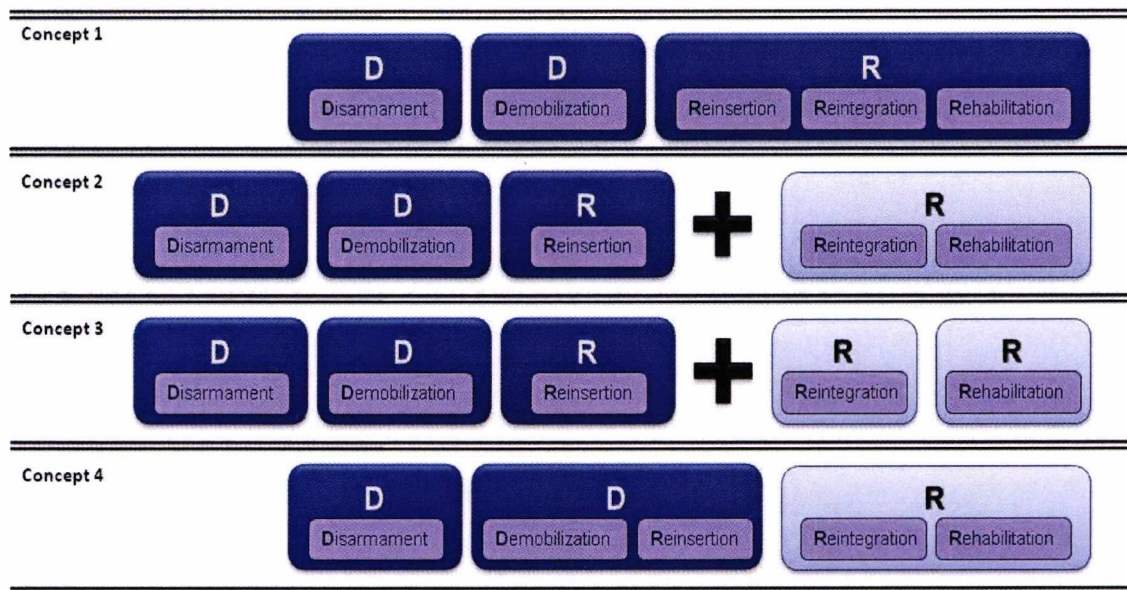 Concept 1
D D R
Disarmament Demobilization Reinsertion Reintegration Rehabilitation
Concept 2
D D R + R
Disarmament Demobilization Reinsertion Reintegration Rehabilitation
Concept 3
D D R + R R
Disarmament Demobilization Reinsertion Reintegration Rehabilitation
Concept 4
D D R
Disarmament Demobilization Reinsertion Reintegration Rehabilitation